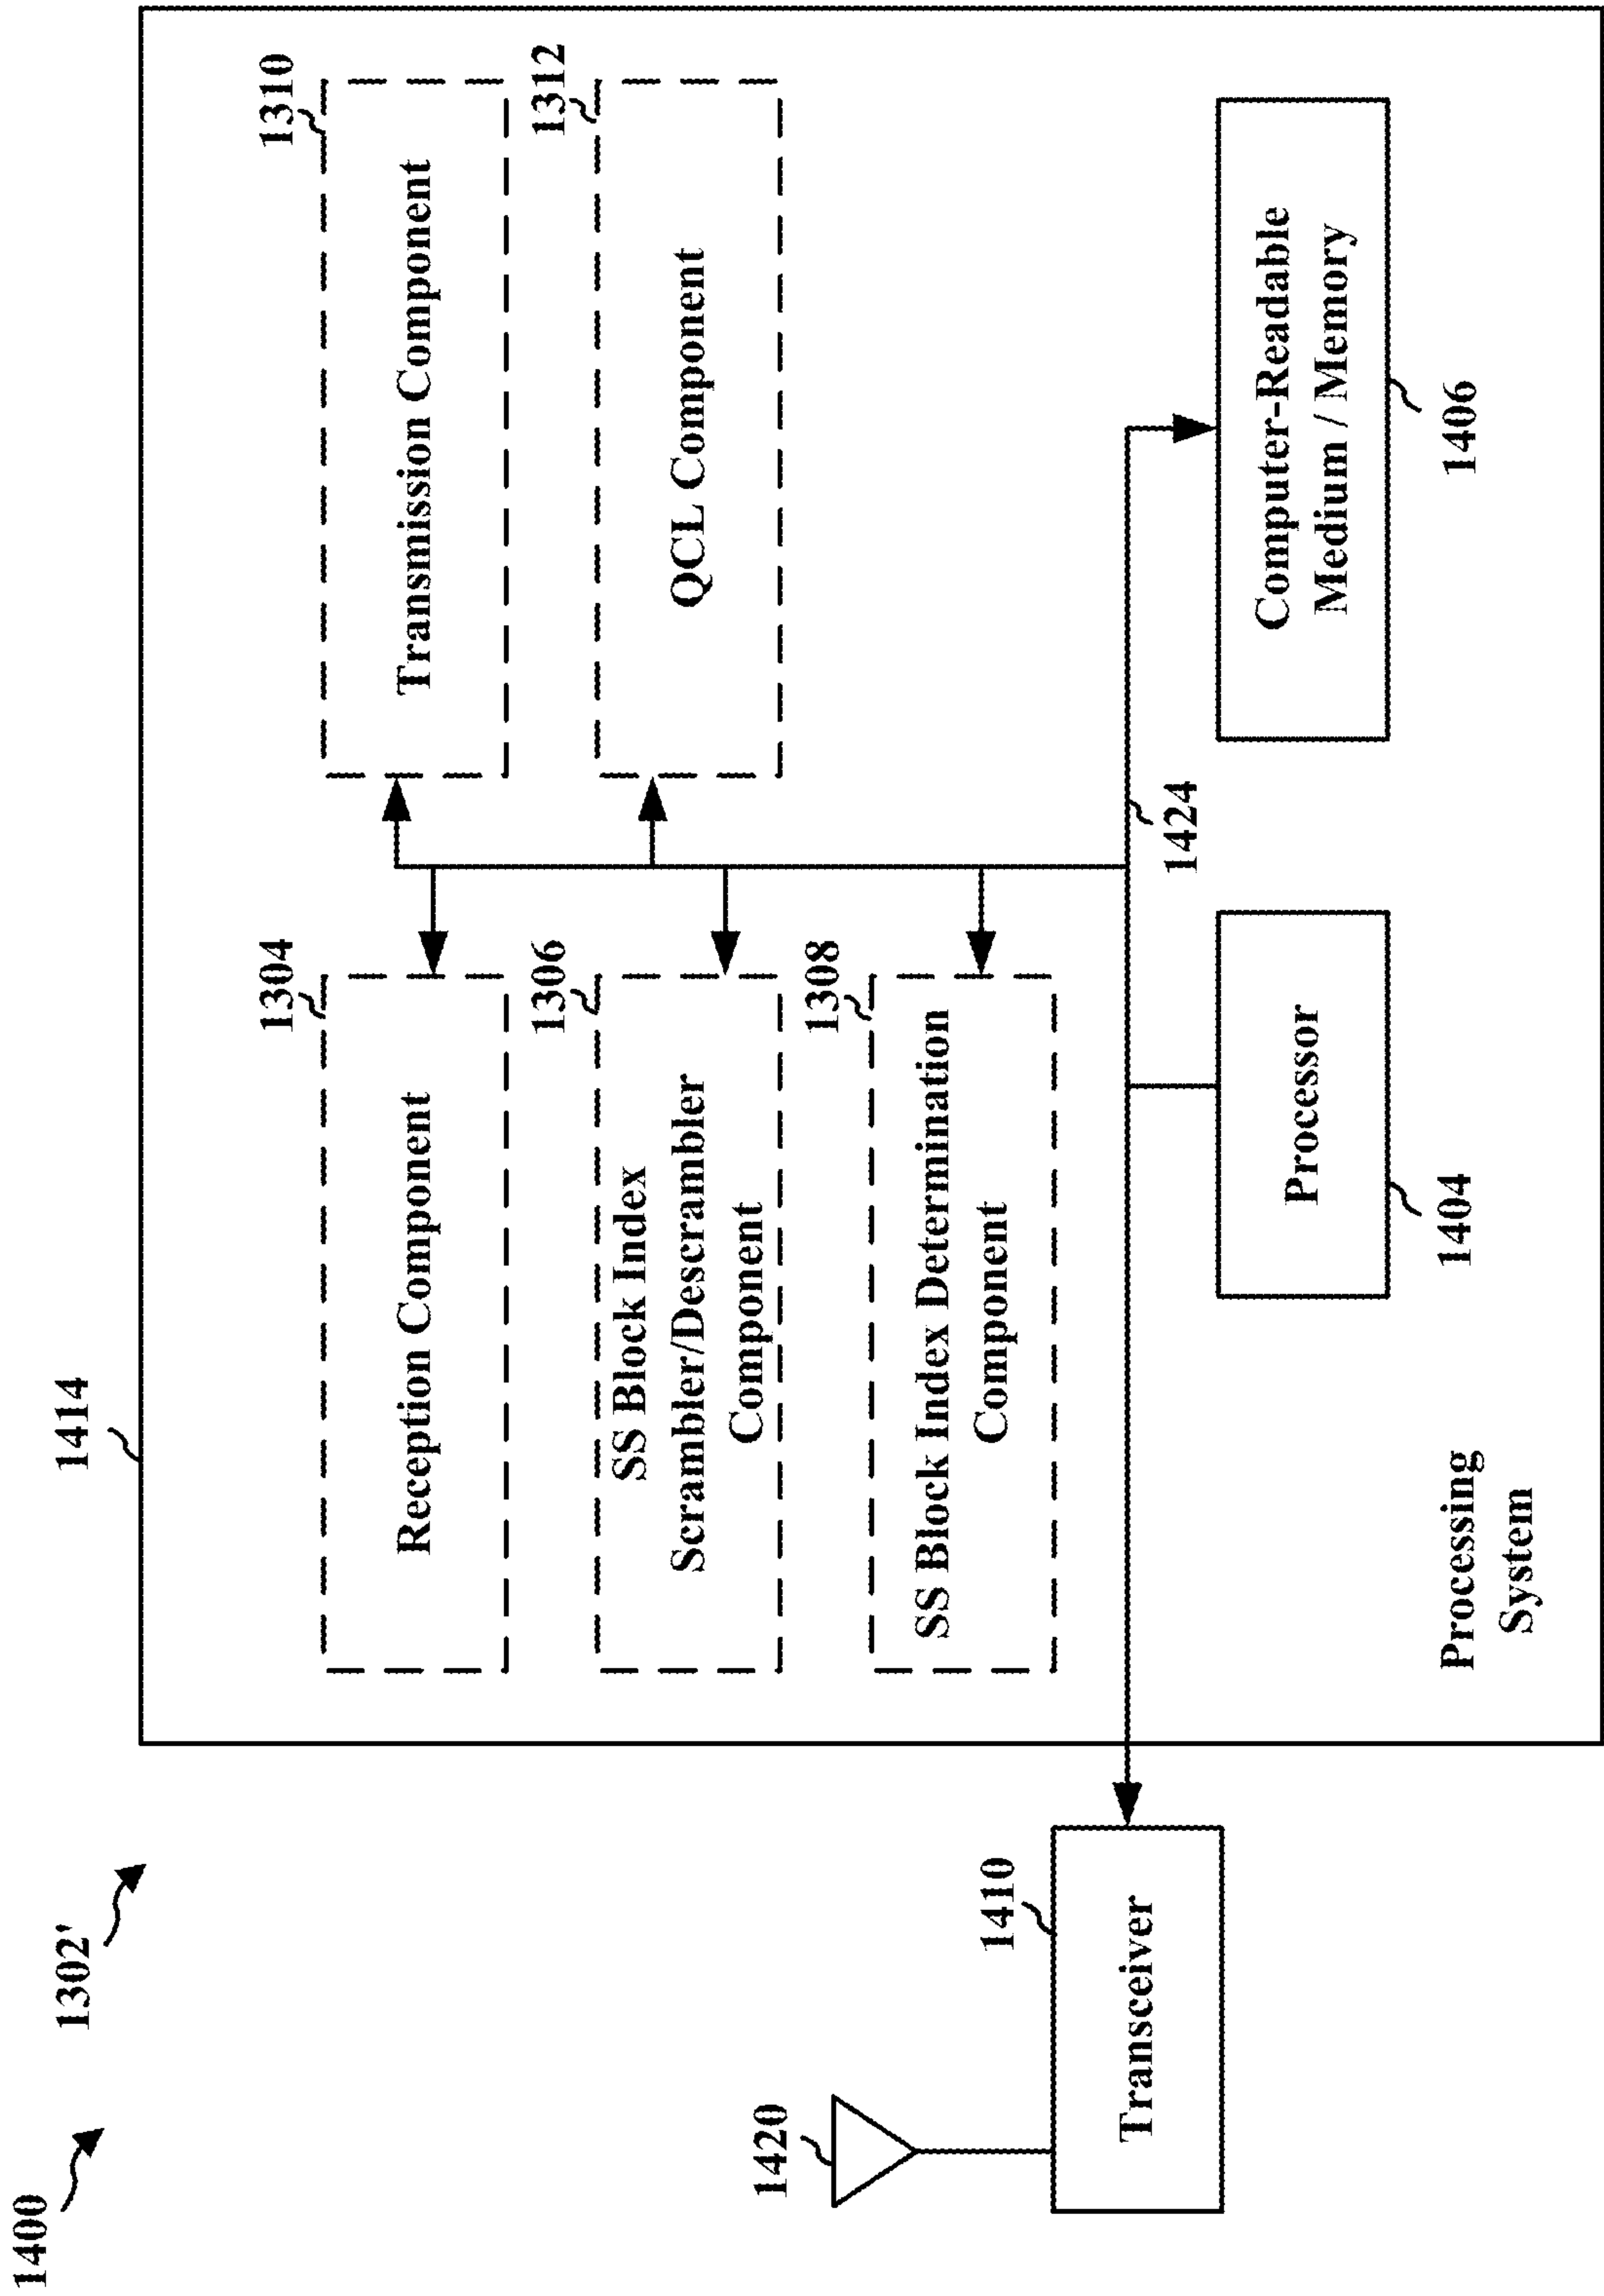 1400
1302'
1414
1304
Reception Component
1310
Transmission Component
1306
SS Block Index
Scrambler/Descrambler
Component
1312
QCL Component
1308
SS Block Index Determination
Component
1420
1410
Transceiver
1424
Processor
1404
Computer-Readable
Medium / Memory
1406
Processing
System